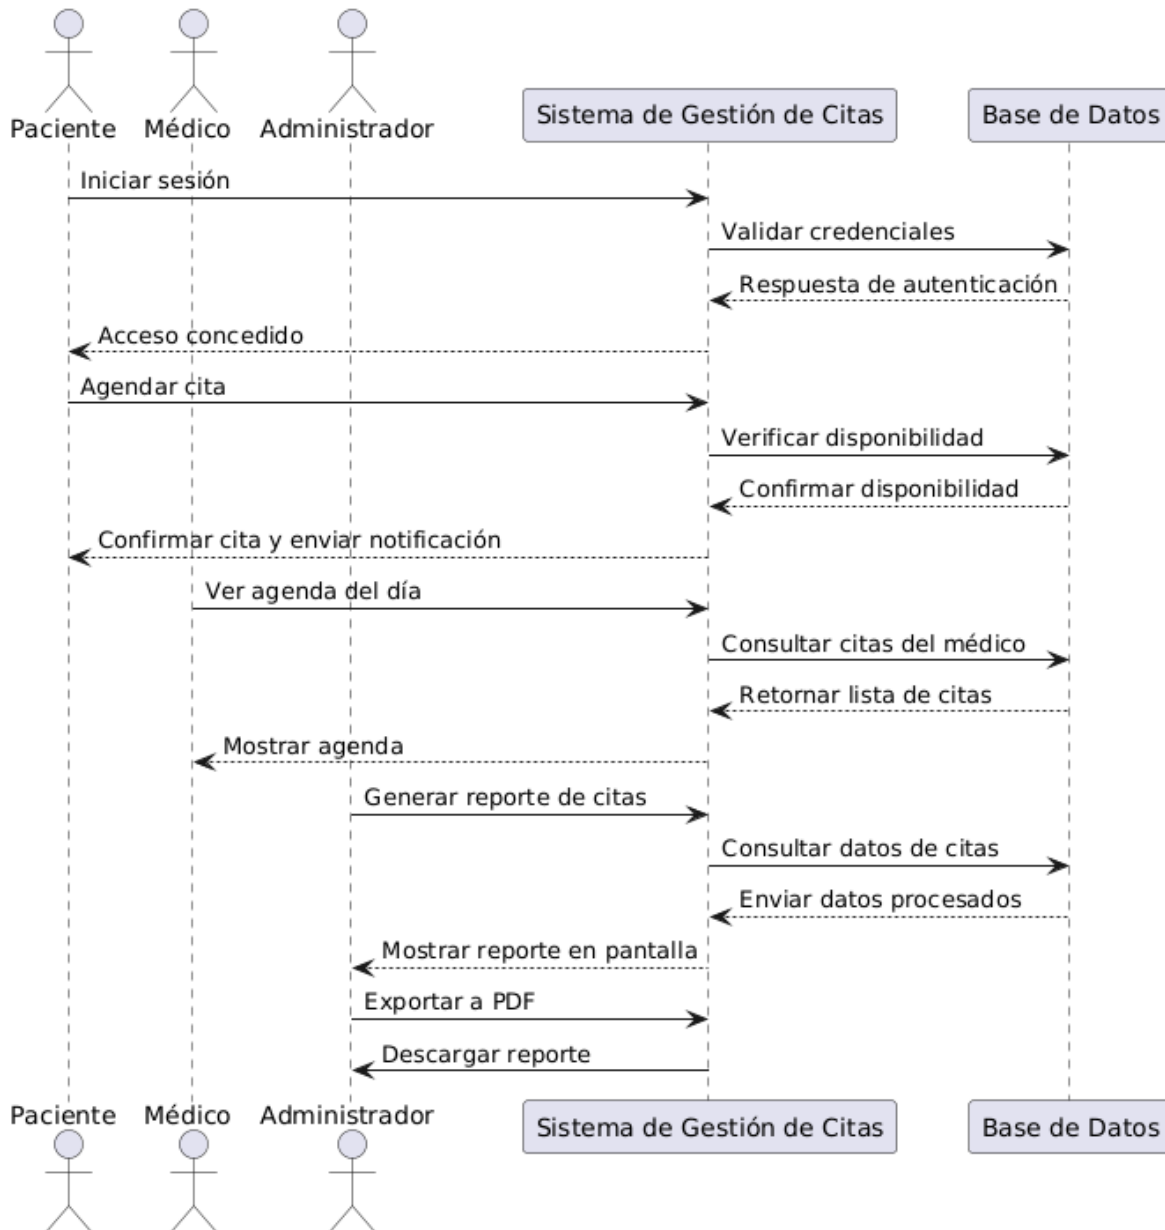 Paciente
Médico
Administrador
Sistema de Gestión de Citas
Base de Datos
Iniciar sesión
Validar credenciales
Respuesta de autenticación
Acceso concedido
Agendar cita
Verificar disponibilidad
Confirmar disponibilidad
Confirmar cita y enviar notificación
Ver agenda del día
Consultar citas del médico
Retornar lista de citas
Mostrar agenda
Generar reporte de citas
Consultar datos de citas
Enviar datos procesados
Mostrar reporte en pantalla
Exportar a PDF
Descargar reporte
Paciente
Médico
Administrador
Sistema de Gestión de Citas
Base de Datos